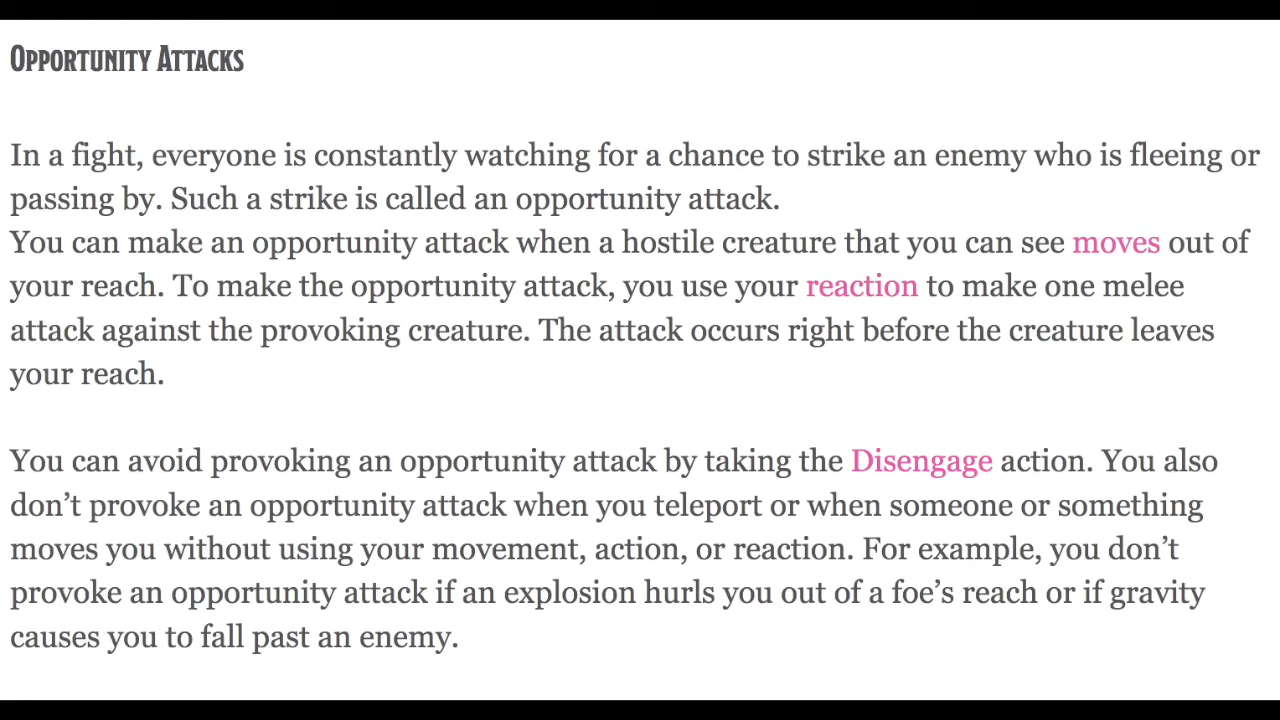 Opportunity Attacks
In a fight, everyone is constantly watching for a chance to strike an enemy who is fleeing or
passing by. Such a strike is called an opportunity attack.
You can make an opportunity attack when a hostile creature that you can see moves out of
your reach. To make the opportunity attack, you use your reaction to make one melee
attack against the provoking creature. The attack occurs right before the creature leaves
your reach.
You can avoid provoking an opportunity attack by taking the Disengage action. You also
don’t provoke an opportunity attack when you teleport or when someone or something
moves you without using your movement, action, or reaction. For example, you don’t
provoke an opportunity attack if an explosion hurls you out of a foe’s reach or if gravity
causes you to fall past an enemy.